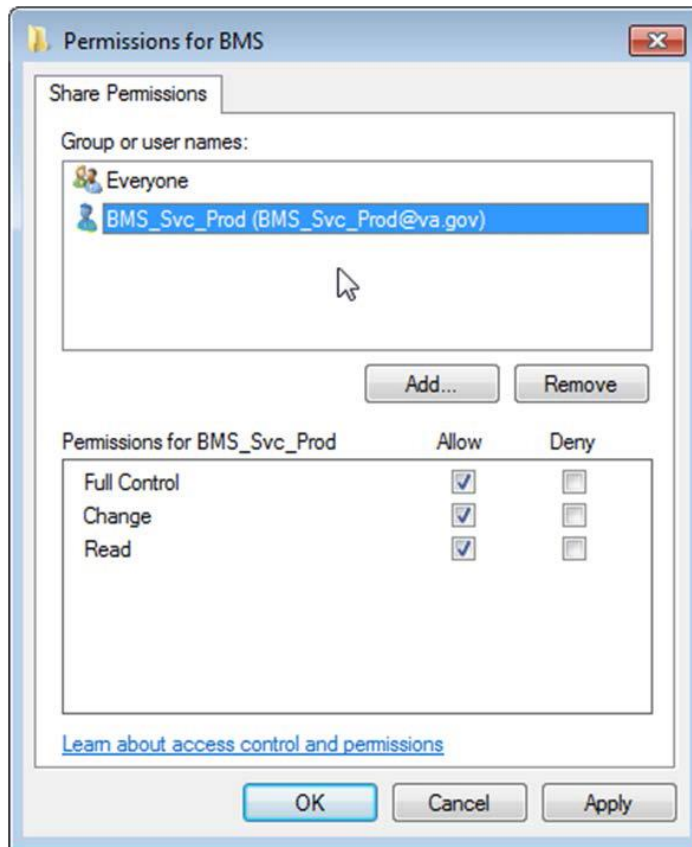 Permissions for BMS
Share Permissions
Group or user names:
Everyone
BMS_Svc_Prod (BMS_Svc_Prod@va.gov)
Add... Remove
Permissions for BMS_Svc_Prod Allow Deny
Full Control
Change
Read
Learn about access control and permissions
OK Cancel Apply